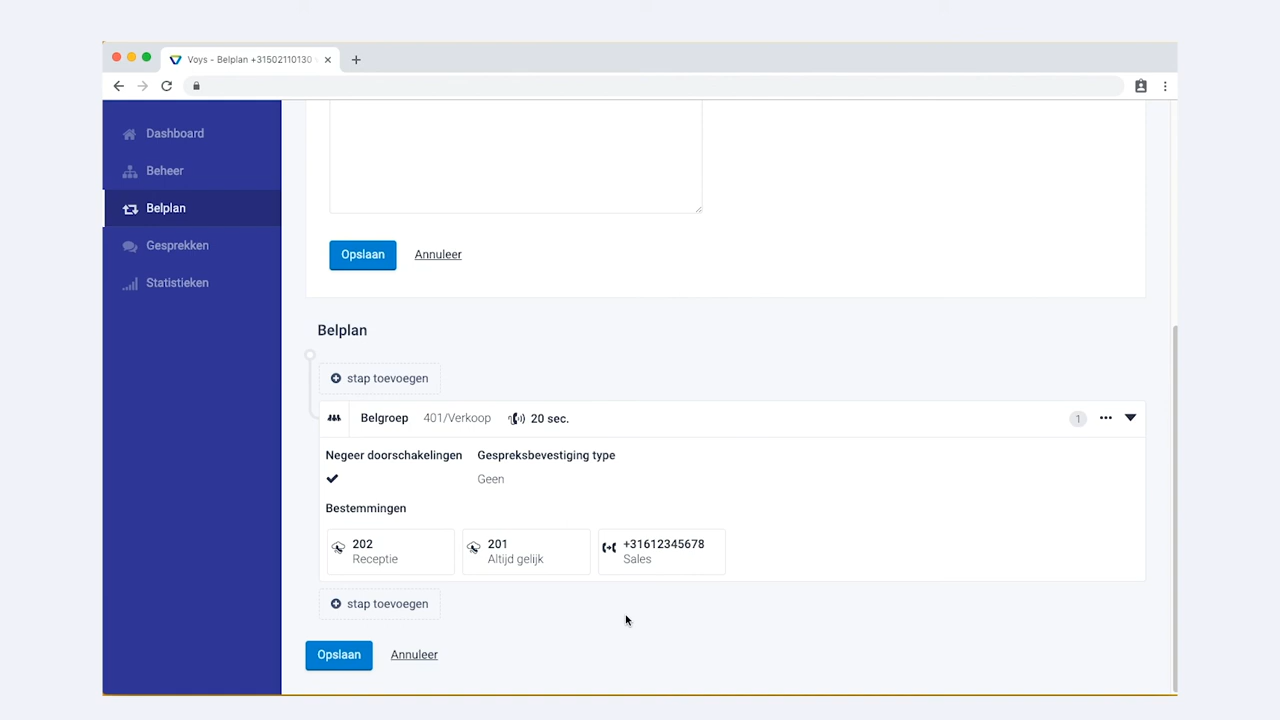 Voys - Belplan +31502110130
Dashboard
Beheer
Belplan
Gesprekken
Statistieken
Opslaan Annuleer
Belplan
stap toevoegen
Belgroep 401/Verkoop 20 sec. 1
Negeer doorschakelingen Gespreksbevestiging type
Geen
Bestemmingen
202 201 +31612345678
Receptie Altijd gelijk Sales
stap toevoegen
Opslaan Annuleer